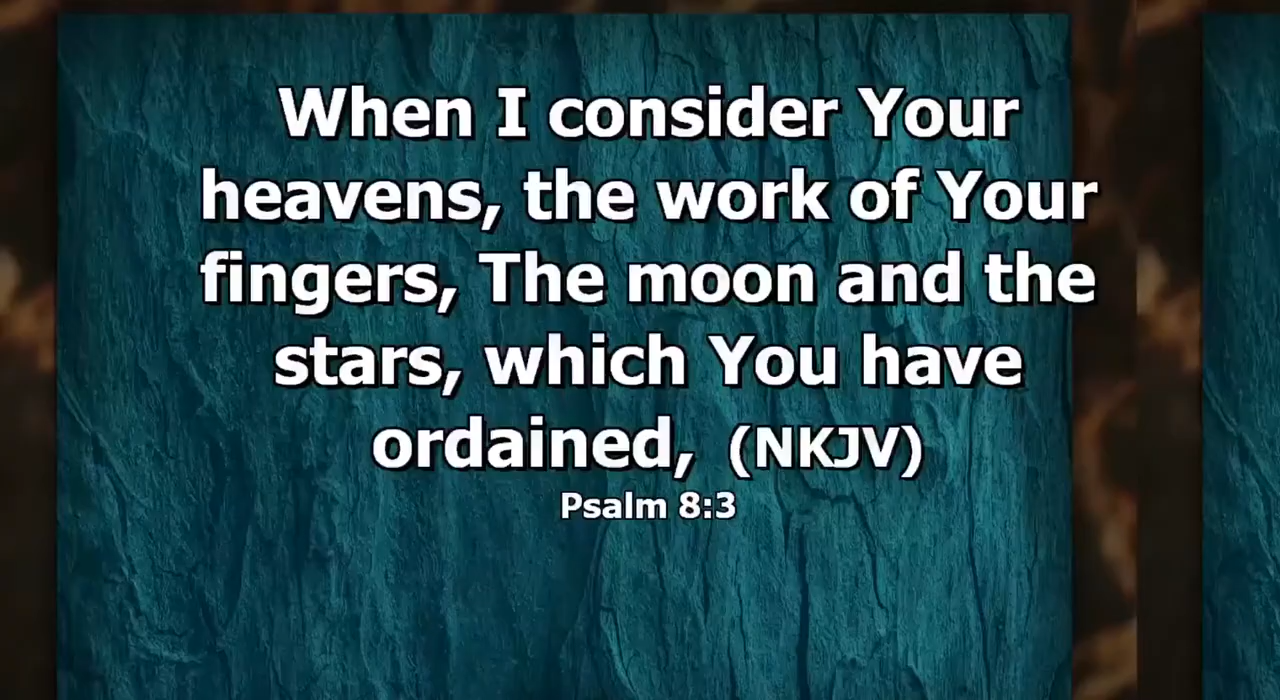 When I consider Your
heavens, the work of Your
fingers, The moon and the
stars, which You have
ordained, (NKJV)
Psalm 8:3